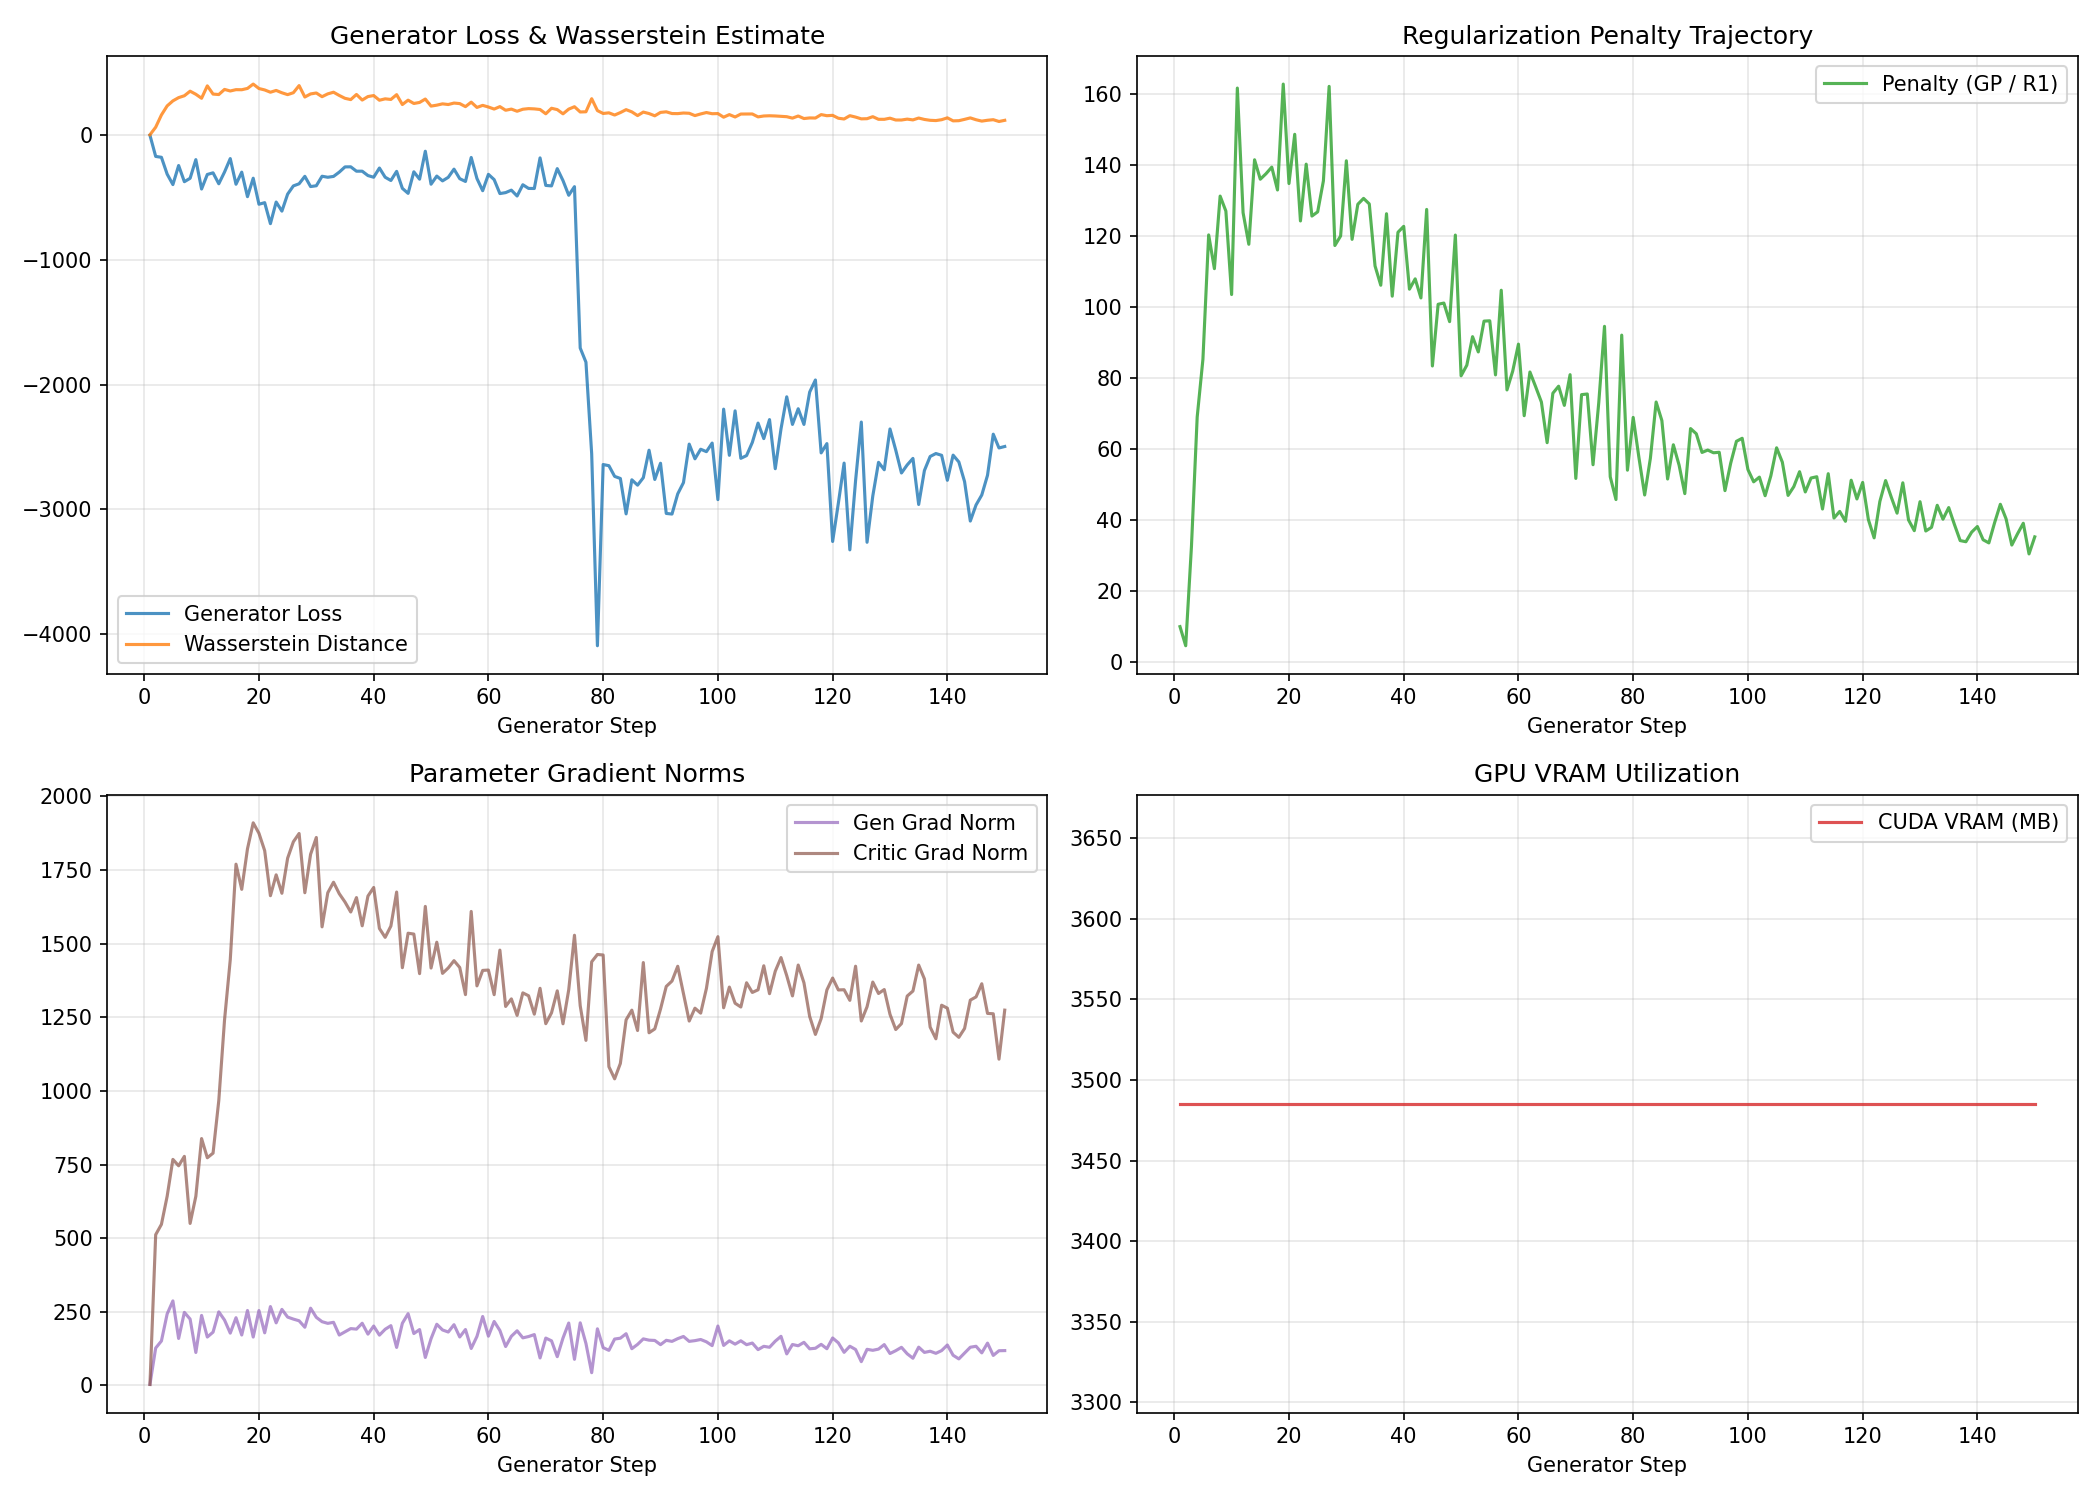 Generator Loss & Wasserstein Estimate
0
−1000
−2000
−3000
−4000
Generator Loss
Wasserstein Distance
0 20 40 60 80 100 120 140
Generator Step
Regularization Penalty Trajectory
Penalty (GP / R1)
160
140
120
100
80
60
40
20
0
0 20 40 60 80 100 120 140
Generator Step
Parameter Gradient Norms
Gen Grad Norm
Critic Grad Norm
2000
1750
1500
1250
1000
750
500
250
0
0 20 40 60 80 100 120 140
Generator Step
GPU VRAM Utilization
CUDA VRAM (MB)
3650
3600
3550
3500
3450
3400
3350
3300
0 20 40 60 80 100 120 140
Generator Step